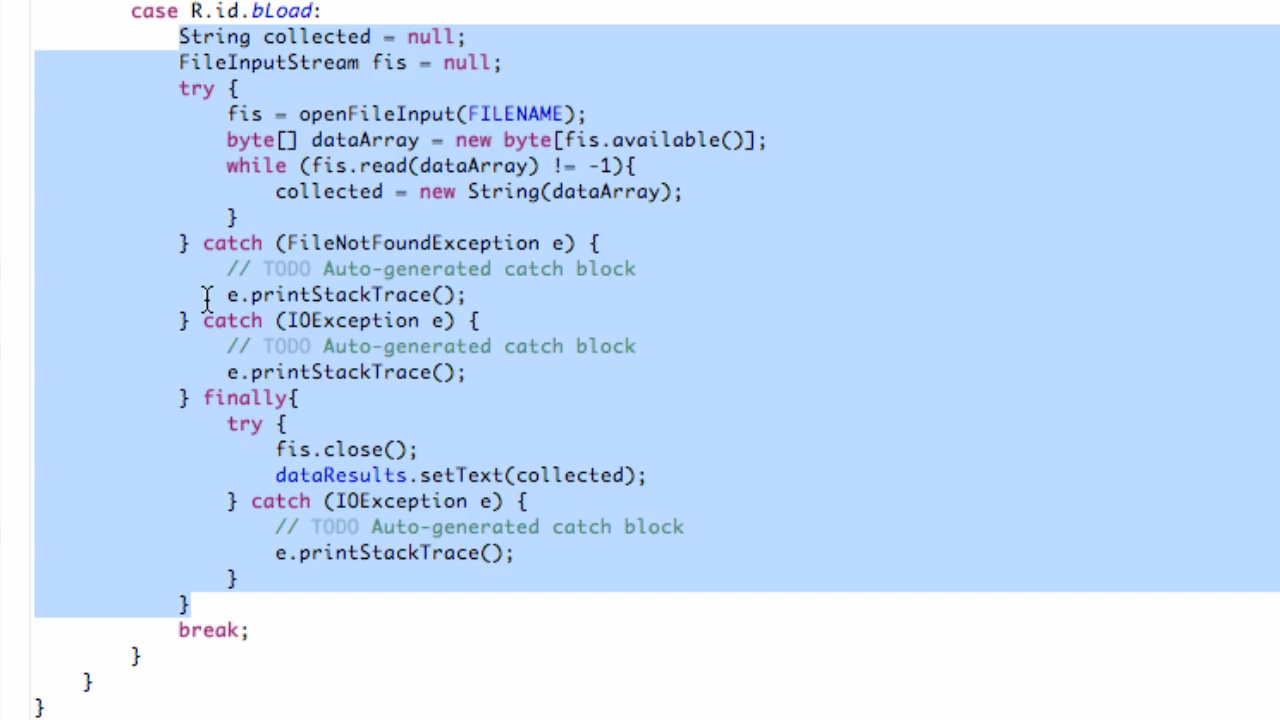 case R.id.bLoad:
String collected = null;
FileInputStream fis = null;
try {
fis = openFileInput(FILENAME);
byte[] dataArray = new byte[fis.available()];
while (fis.read(dataArray) != -1){
collected = new String(dataArray);
}
} catch (FileNotFoundException e) {
// TODO Auto-generated catch block
e.printStackTrace();
} catch (IOException e) {
// TODO Auto-generated catch block
e.printStackTrace();
} finally{
try {
fis.close();
dataResults.setText(collected);
} catch (IOException e) {
// TODO Auto-generated catch block
e.printStackTrace();
}
}
break;
}
}
}